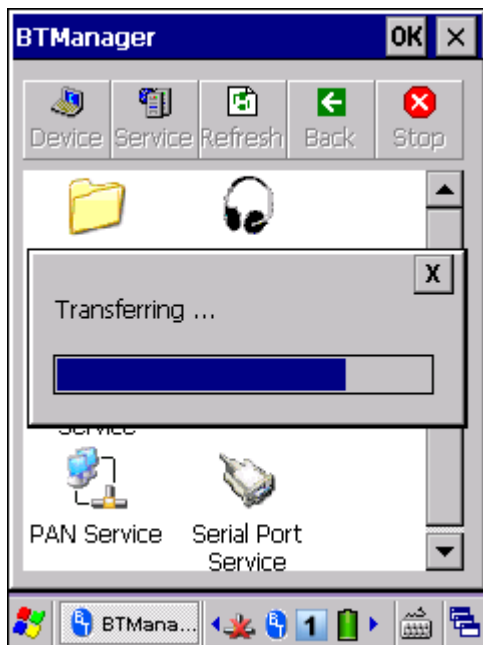 BTManager OK ×
Device Service Refresh Back Stop
X
Transferring ...
Service
PAN Service Serial Port
Service
BTMana... 1